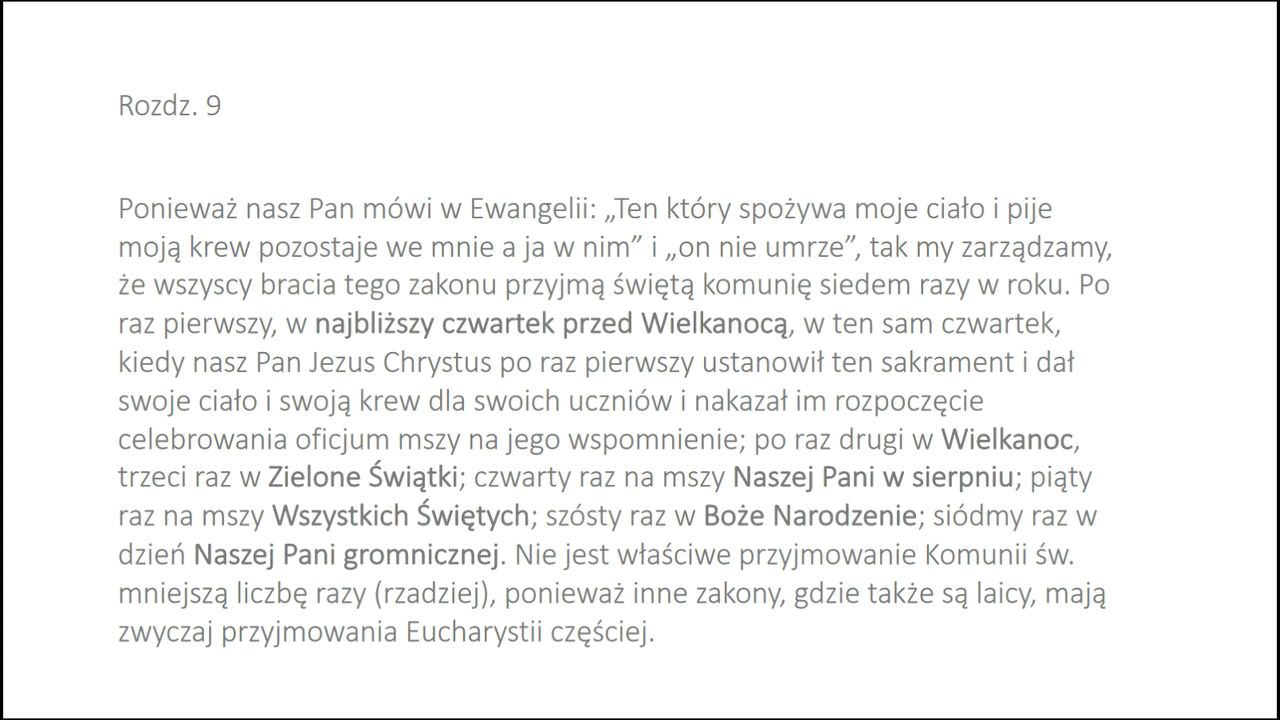 Rozdz. 9
Ponieważ nasz Pan mówi w Ewangelii: „Ten który spożywa moje ciało i pije
moją krew pozostaje we mnie a ja w nim” i „on nie umrze”, tak my zarządzamy,
że wszyscy bracia tego zakonu przyjmą świętą komunię siedem razy w roku. Po
raz pierwszy, w najbliższy czwartek przed Wielkanocą, w ten sam czwartek,
kiedy nasz Pan Jezus Chrystus po raz pierwszy ustanowił ten sakrament i dał
swoje ciało i swoją krew dla swoich uczniów i nakazał im rozpoczęcie
celebrowania oficjum mszy na jego wspomnienie; po raz drugi w Wielkanoc,
trzeci raz w Zielone Świątki; czwarty raz na mszy Naszej Pani w sierpniu; piąty
raz na mszy Wszystkich Świętych; szósty raz w Boże Narodzenie; siódmy raz w
dzień Naszej Pani gromnicznej. Nie jest właściwe przyjmowanie Komunii św.
mniejszą liczbę razy (rzadziej), ponieważ inne zakony, gdzie także są laicy, mają
zwyczaj przyjmowania Eucharystii częściej.